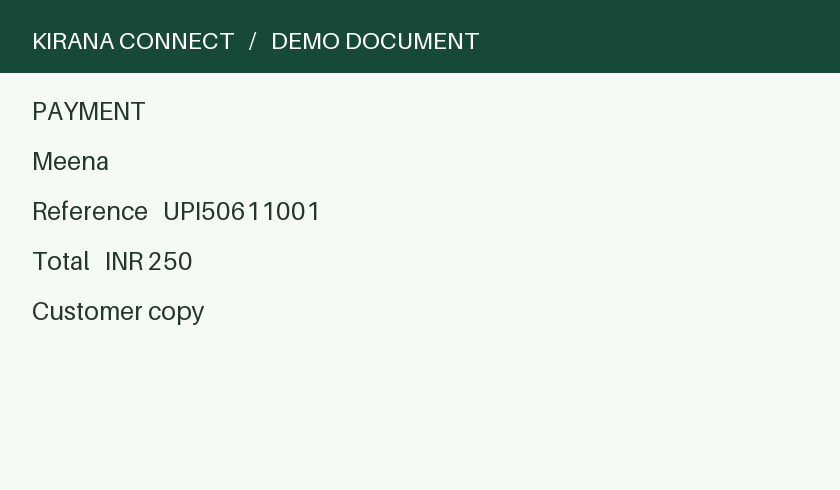 KIRANA CONNECT / DEMO DOCUMENT
PAYMENT
Meena
Reference UPI50611001
Total INR 250
Customer copy